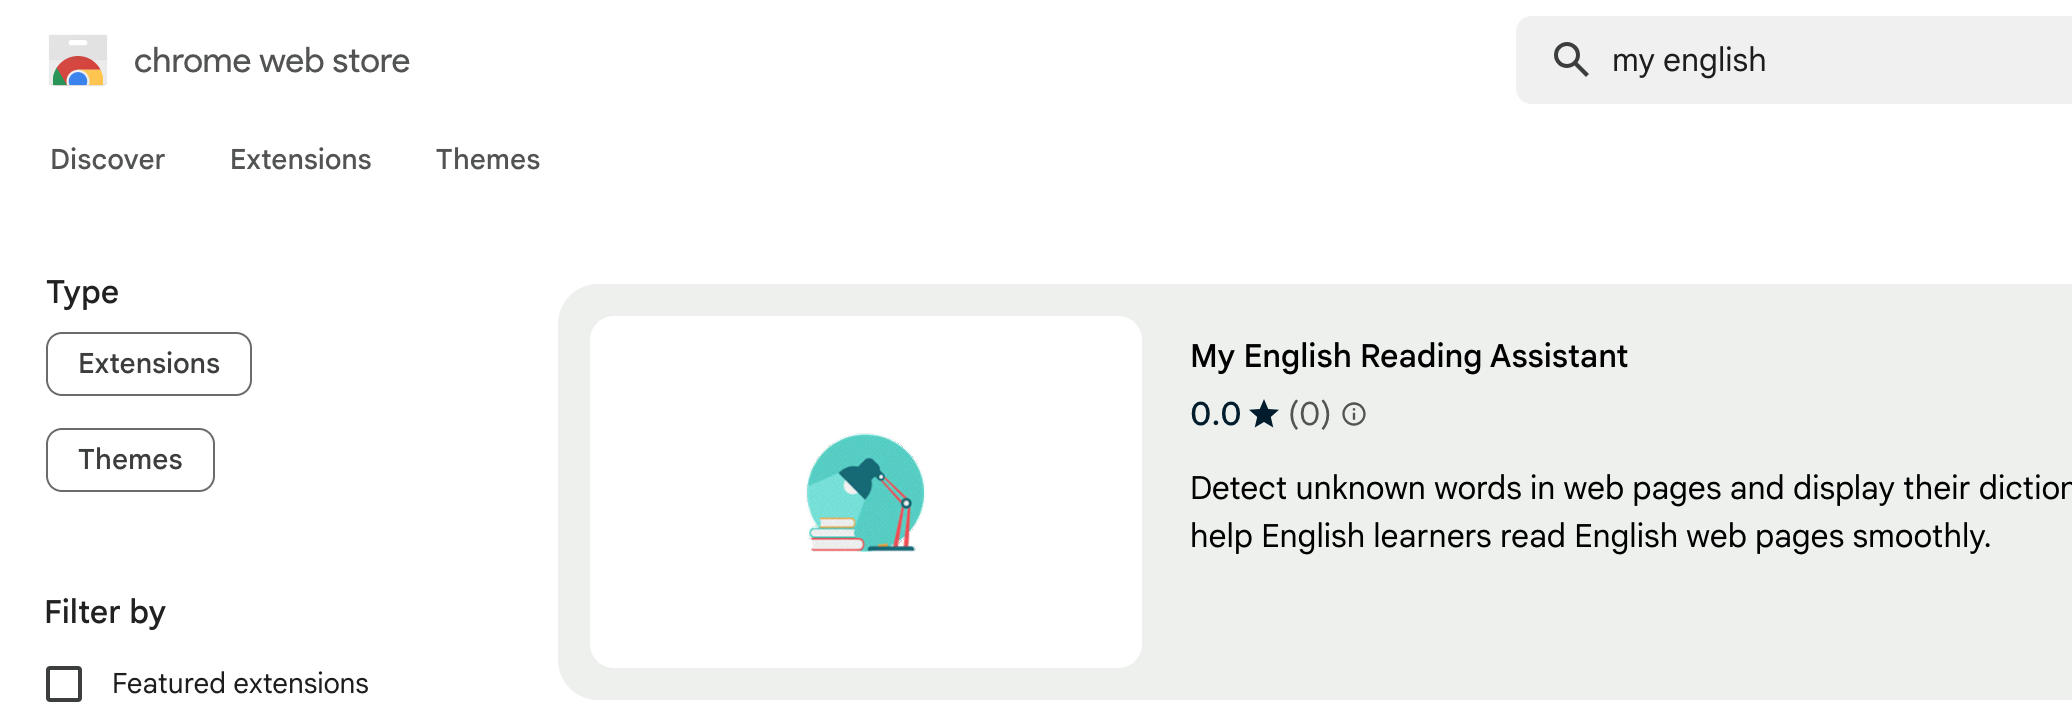 chrome web store
my english
Discover
Extensions
Themes
Type
Extensions
Themes
Filter by
Featured extensions
My English Reading Assistant
0.0 ★ (0)
Detect unknown words in web pages and display their
help English learners read English web pages smoothly.